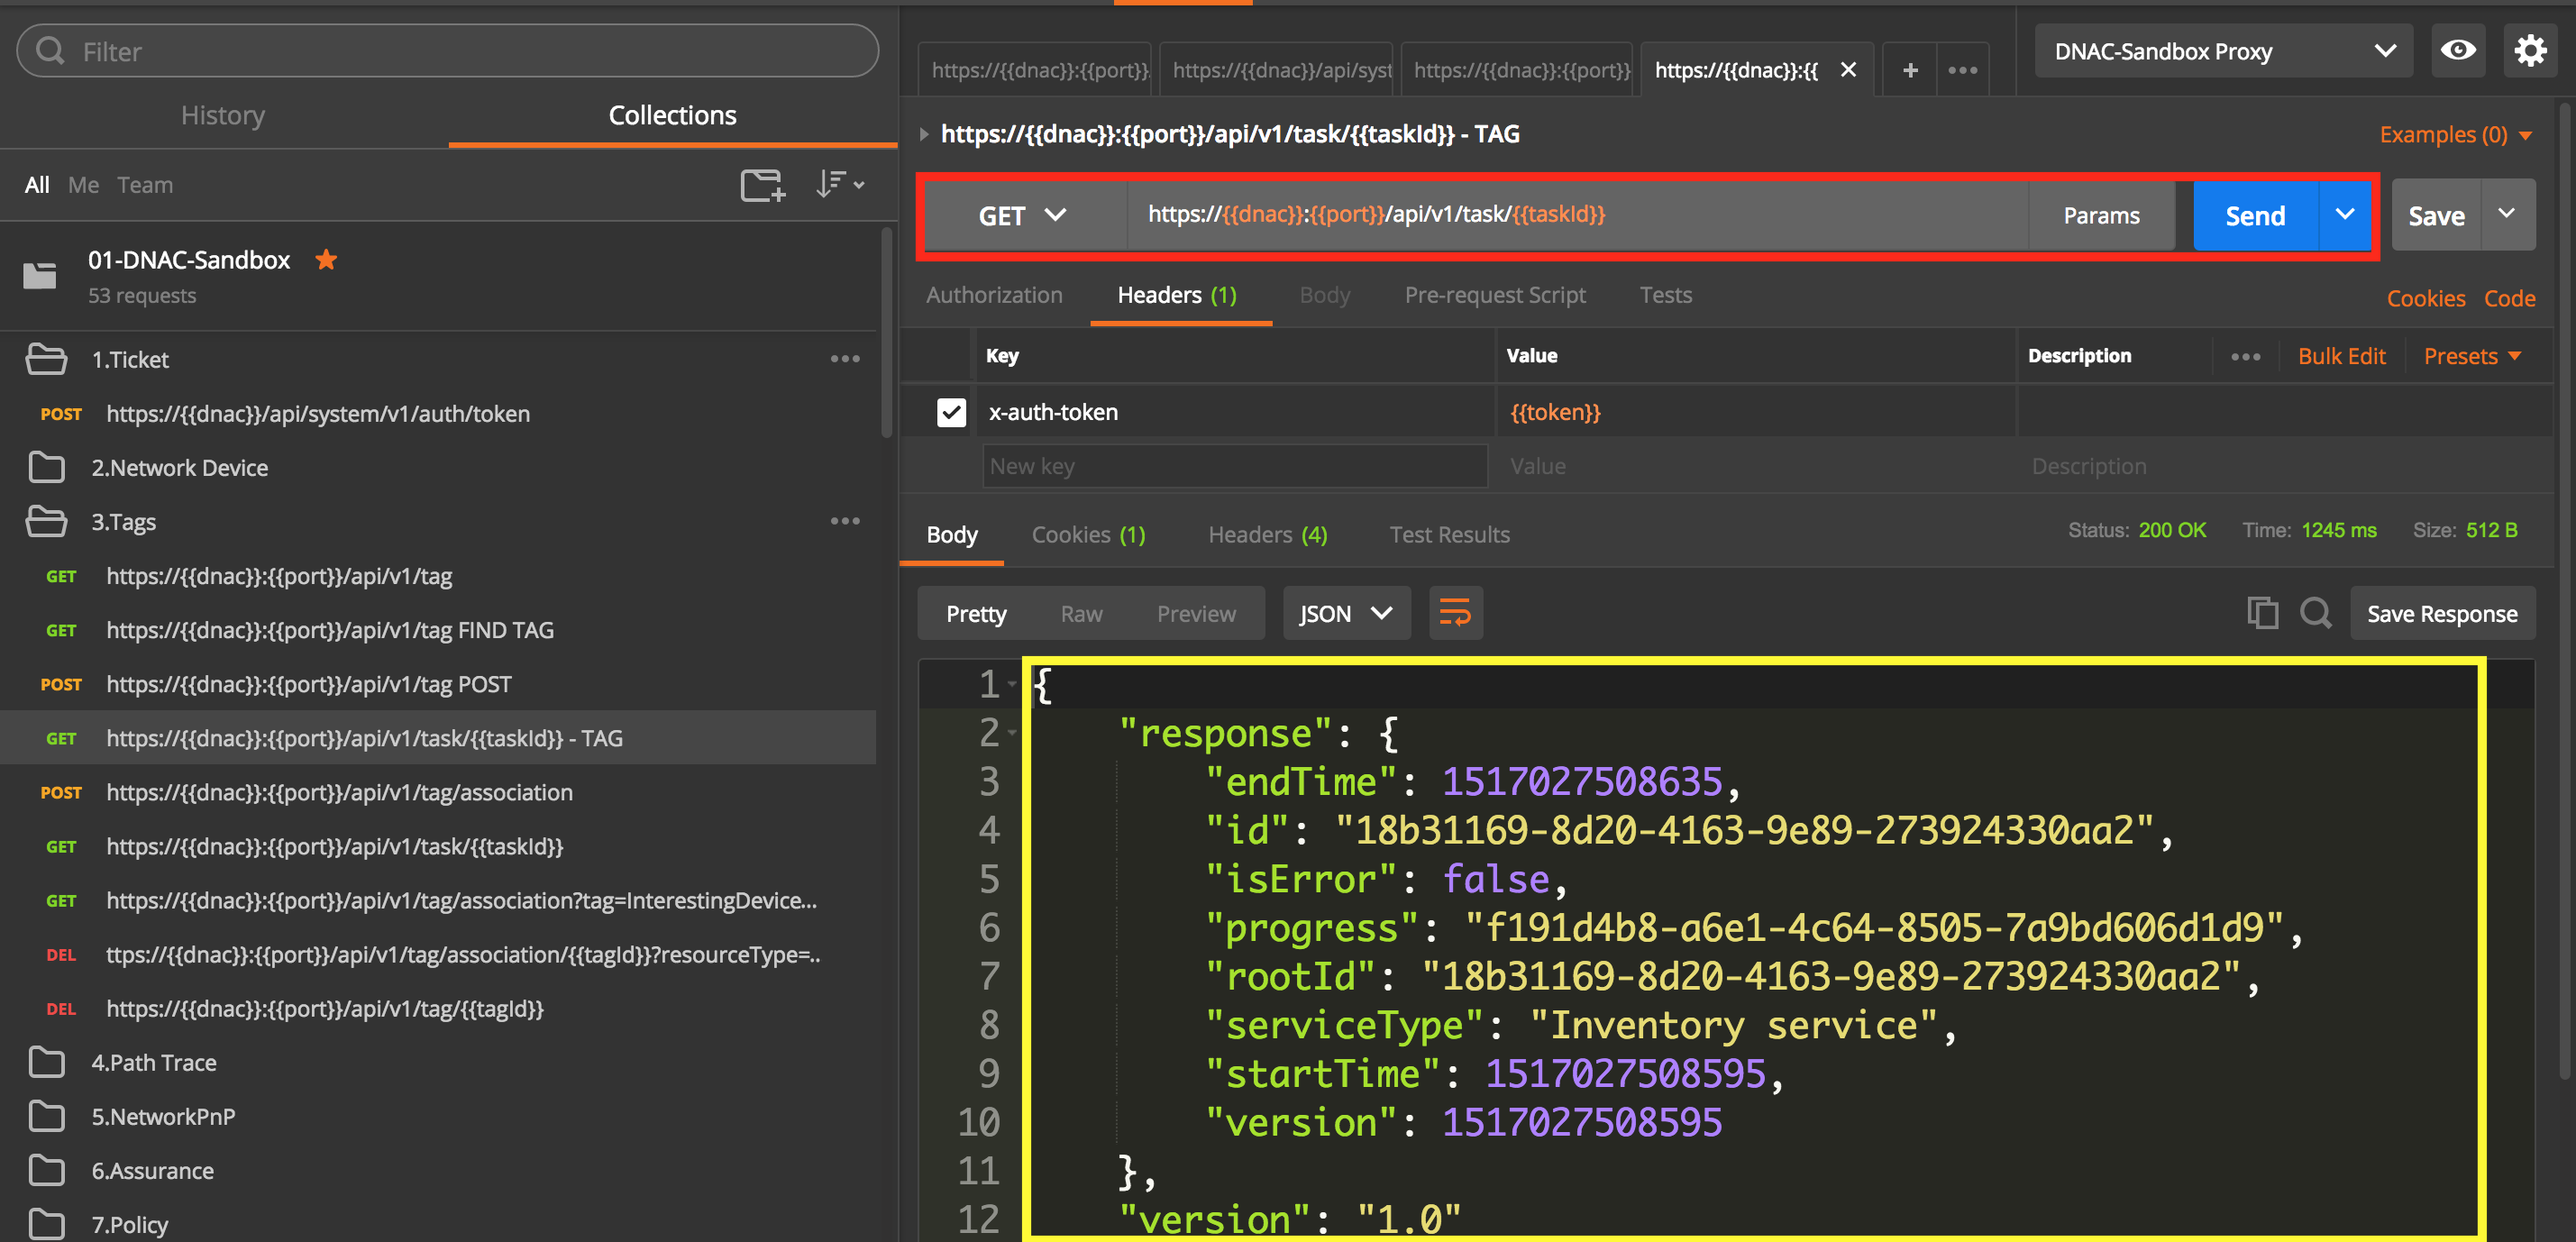 Filter
History Collections
All Me Team
01-DNAC-Sandbox
53 requests
1.Ticket
POST https://{{dnac}}/api/system/v1/auth/token
2.Network Device
3.Tags
GET https://{{dnac}}:{{port}}/api/v1/tag
GET https://{{dnac}}:{{port}}/api/v1/tag FIND TAG
POST https://{{dnac}}:{{port}}/api/v1/tag POST
GET https://{{dnac}}:{{port}}/api/v1/task/{{taskId}} - TAG
POST https://{{dnac}}:{{port}}/api/v1/tag/association
GET https://{{dnac}}:{{port}}/api/v1/task/{{taskId}}
GET https://{{dnac}}:{{port}}/api/v1/tag/association?tag=InterestingDevice...
DEL ttps://{{dnac}}:{{port}}/api/v1/tag/association/{{tagId}}?resourceType=..
DEL https://{{dnac}}:{{port}}/api/v1/tag/{{tagId}}
4.Path Trace
5.NetworkPnP
6.Assurance
7.Policy
https://{{dnac}}:{{port}}. https://{{dnac}}/api/syst https://{{dnac}}:{{port}} https://{{dnac}}:{{ DNAC-Sandbox Proxy
https://{{dnac}}:{{port}}/api/v1/task/{{taskId}} - TAG Examples (0)
GET https://{{dnac}}:{{port}}/api/v1/task/{{taskId}} Params Send Save
Authorization Headers (1) Body Pre-request Script Tests Cookies Code
Key Value Description Bulk Edit Presets
x-auth-token {{token}}
New key Value Description
Body Cookies (1) Headers (4) Test Results Status: 200 OK Time: 1245 ms Size: 512 B
Pretty Raw Preview JSON Save Response
1 {
2 "response": {
3 "endTime": 1517027508635,
4 "id": "18b31169-8d20-4163-9e89-273924330aa2",
5 "isError": false,
6 "progress": "f191d4b8-a6e1-4c64-8505-7a9bd606d1d9",
7 "rootId": "18b31169-8d20-4163-9e89-273924330aa2",
8 "serviceType": "Inventory service",
9 "startTime": 1517027508595,
10 "version": 1517027508595
11 },
12 "version": "1.0"